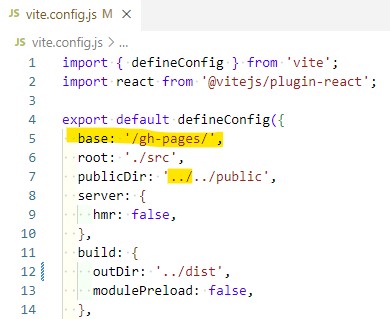 JS vite.config.js M ×
JS vite.config.js > ...
1 import { defineConfig } from 'vite';
2 import react from '@vitejs/plugin-react';
3
4 export default defineConfig({
5 base: '/gh-pages/',
6 root: './src',
7 publicDir: '../../public',
8 server: {
9 hmr: false,
10 },
11 build: {
12 outDir: '../dist',
13 modulePreload: false,
14 },